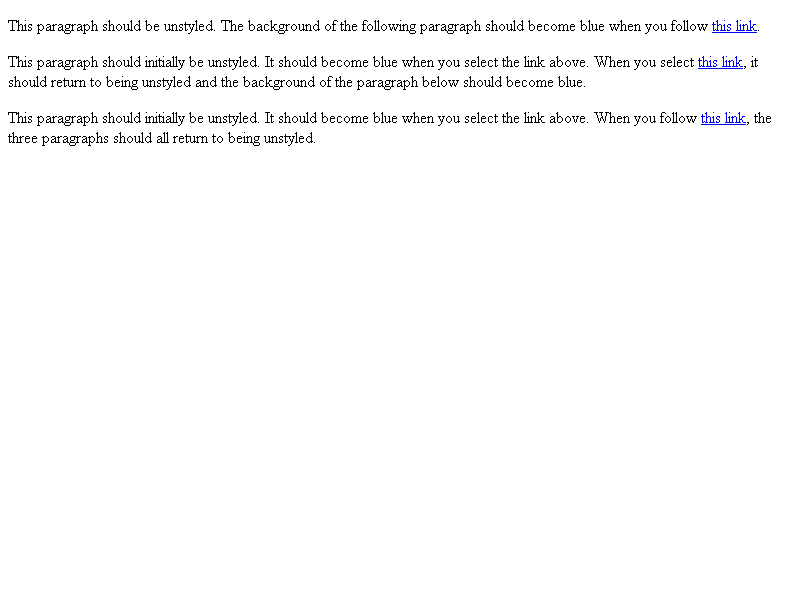 This paragraph should be unstyled. The background of the following paragraph should become blue when you follow this link.
This paragraph should initially be unstyled. It should become blue when you select the link above. When you select this link, it
should return to being unstyled and the background of the paragraph below should become blue.
This paragraph should initially be unstyled. It should become blue when you select the link above. When you follow this link, the
three paragraphs should all return to being unstyled.